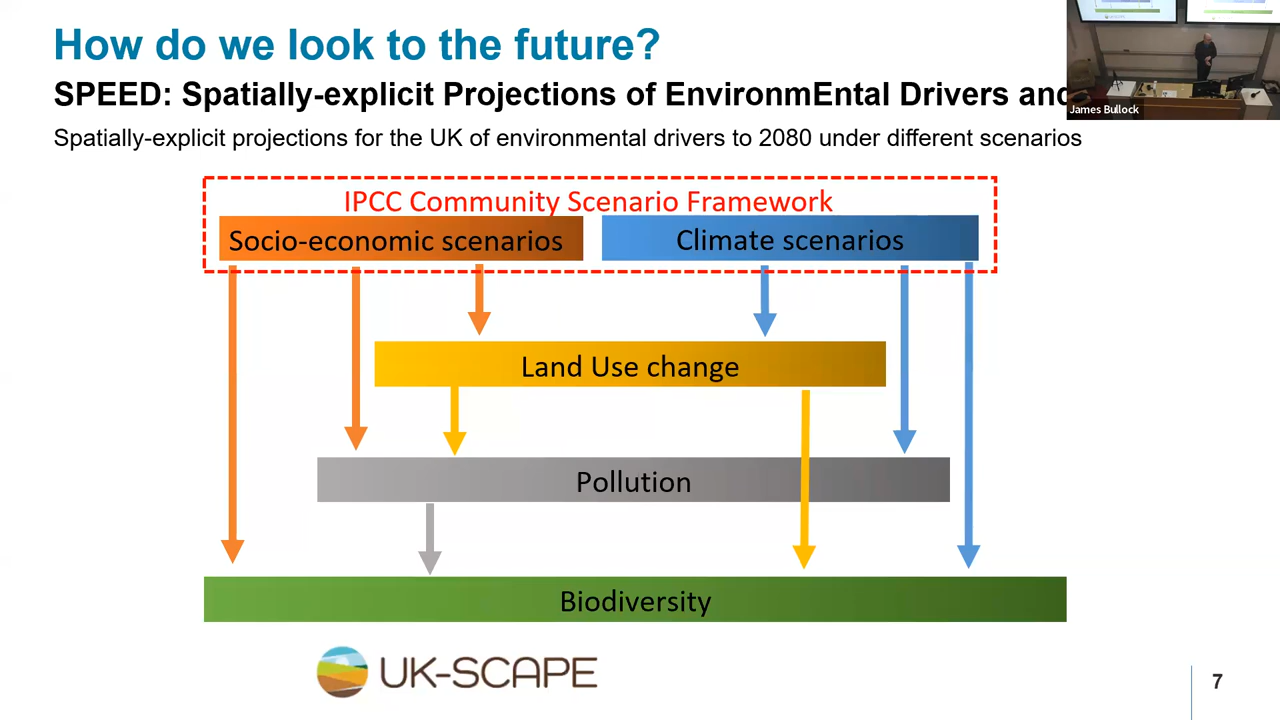 How do we look to the future?
SPEED: Spatially-explicit Projections of EnvironmEntal Drivers and
James Bullock
Spatially-explicit projections for the UK of environmental drivers to 2080 under different scenarios
IPCC Community Scenario Framework
Socio-economic scenarios
Climate scenarios
Land Use change
Pollution
Biodiversity
UK-SCAPE
7